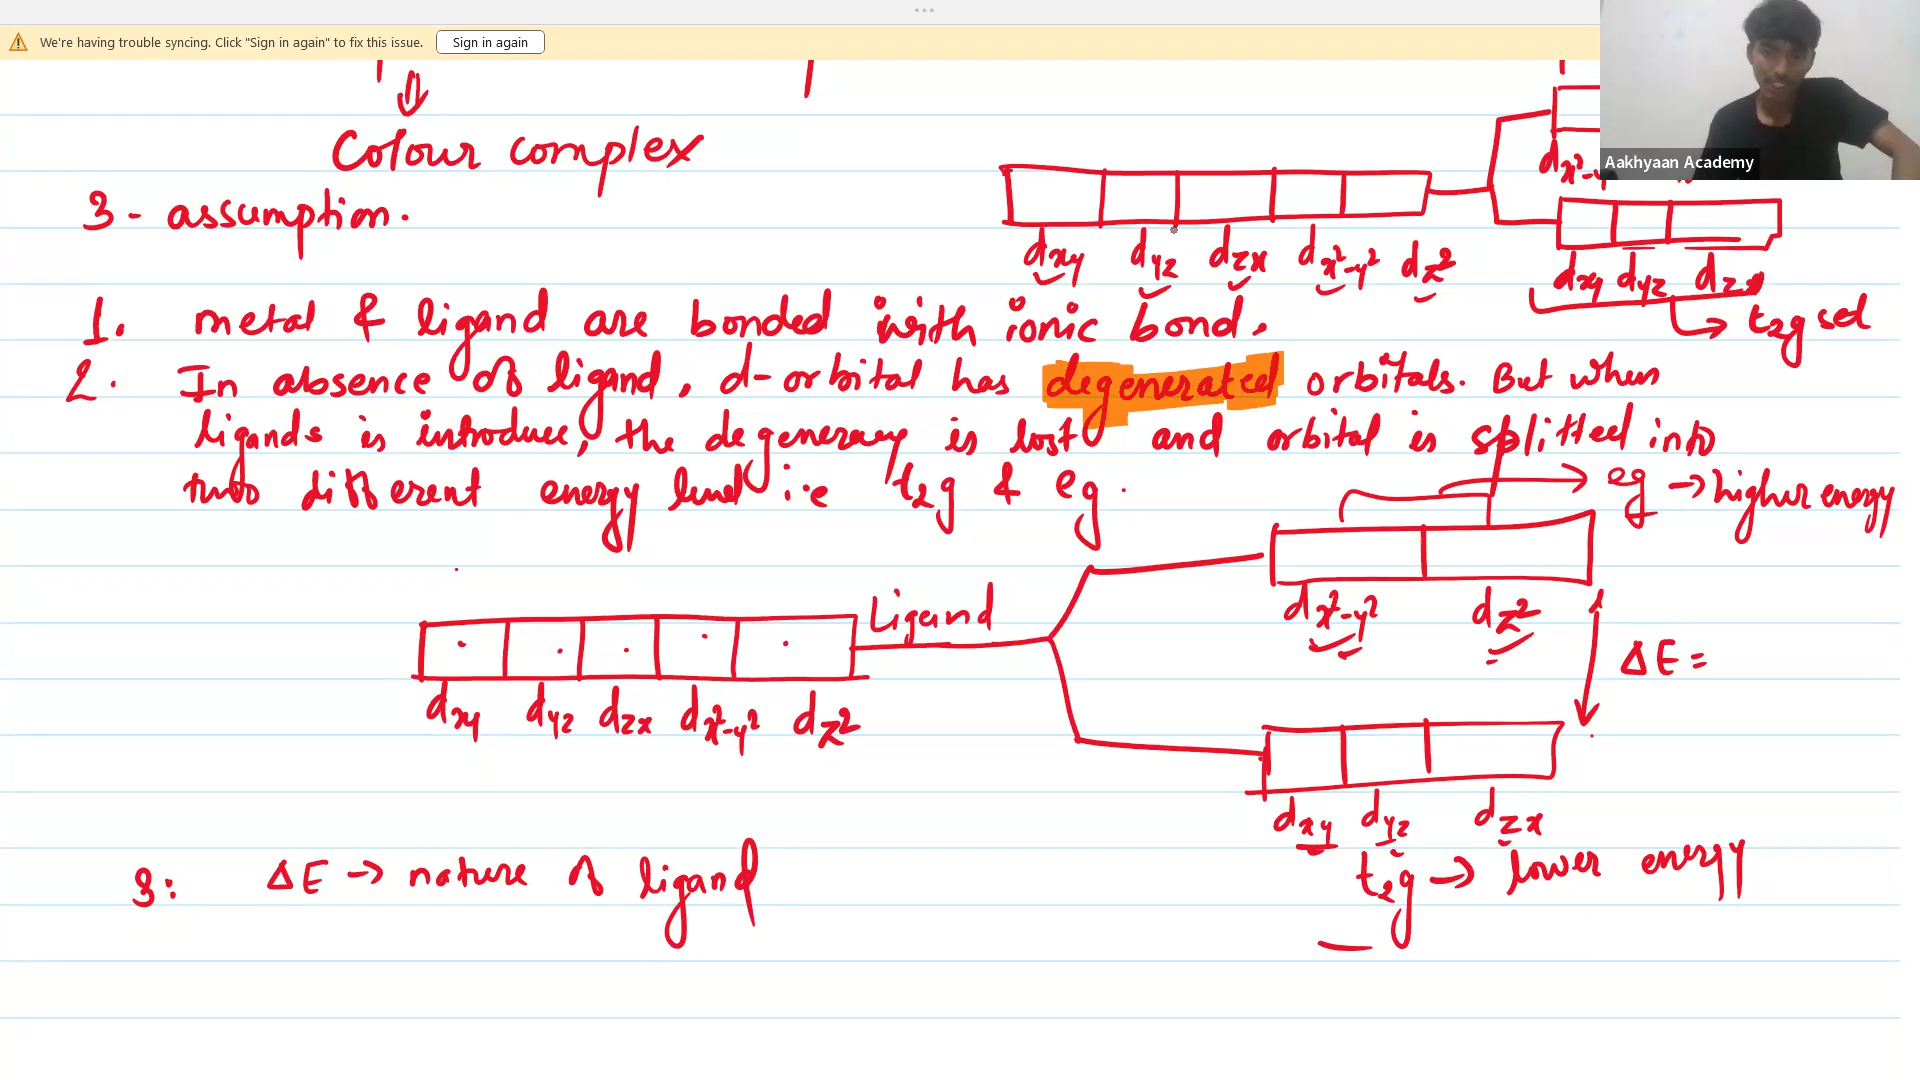 We're having trouble syncing. Click "Sign in again" to fix this issue. Sign in again
Colour complex
Aakhyaan Academy
3 - assumption.
dxy dyz dzx dx²-y² dz²
dxy dyz dzx
t2g set
1. metal & ligand are bonded with ionic bond.
2. In absence of ligand, d-orbital has degenerated orbitals. But when
ligands is introduce, the degeneracy is lost and orbital is splitted into
two different energy level i.e t2g & eg.
eg → higher energy
Ligand
dx²-y² dz²
ΔE =
dxy dyz dzx dx²-y² dz²
dxy dyz dzx
t2g → lower energy
3: ΔE → nature of ligand